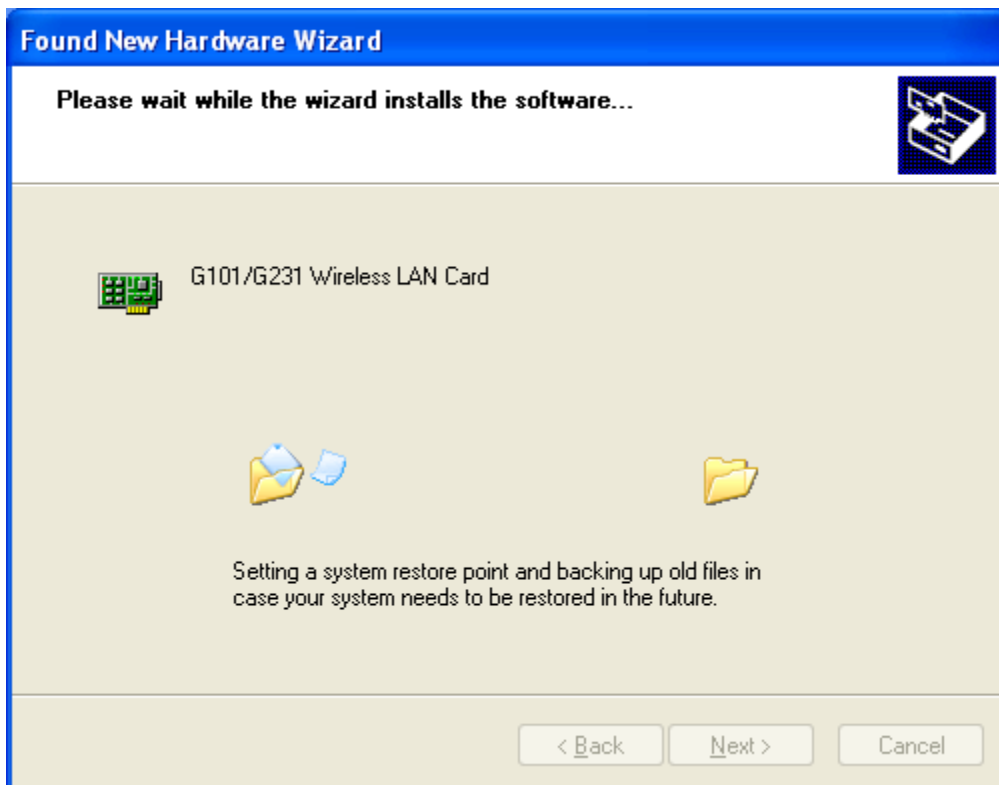 Found New Hardware Wizard
Please wait while the wizard installs the software...
G101/G231 Wireless LAN Card
Setting a system restore point and backing up old files in
case your system needs to be restored in the future.
< Back
Next >
Cancel